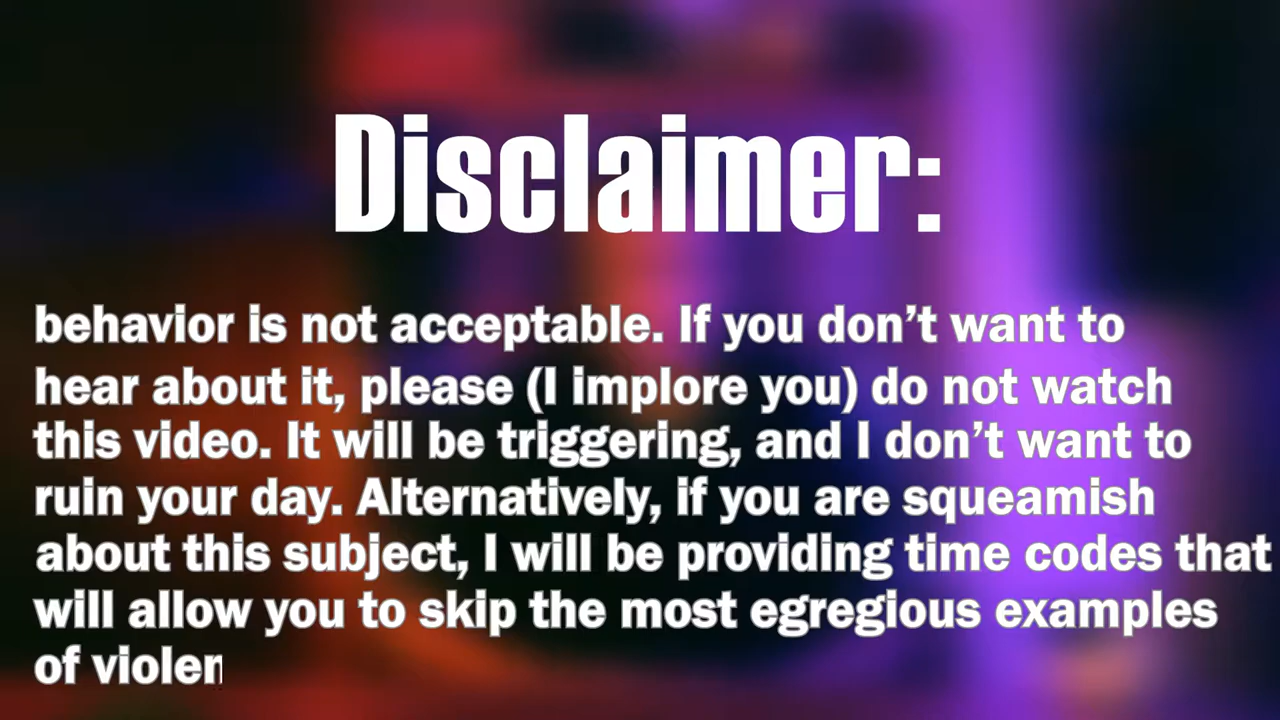 Disclaimer:
behavior is not acceptable. If you don’t want to
hear about it, please (I implore you) do not watch
this video. It will be triggering, and I don’t want to
ruin your day. Alternatively, if you are squeamish
about this subject, I will be providing time codes that
will allow you to skip the most egregious examples
of violen